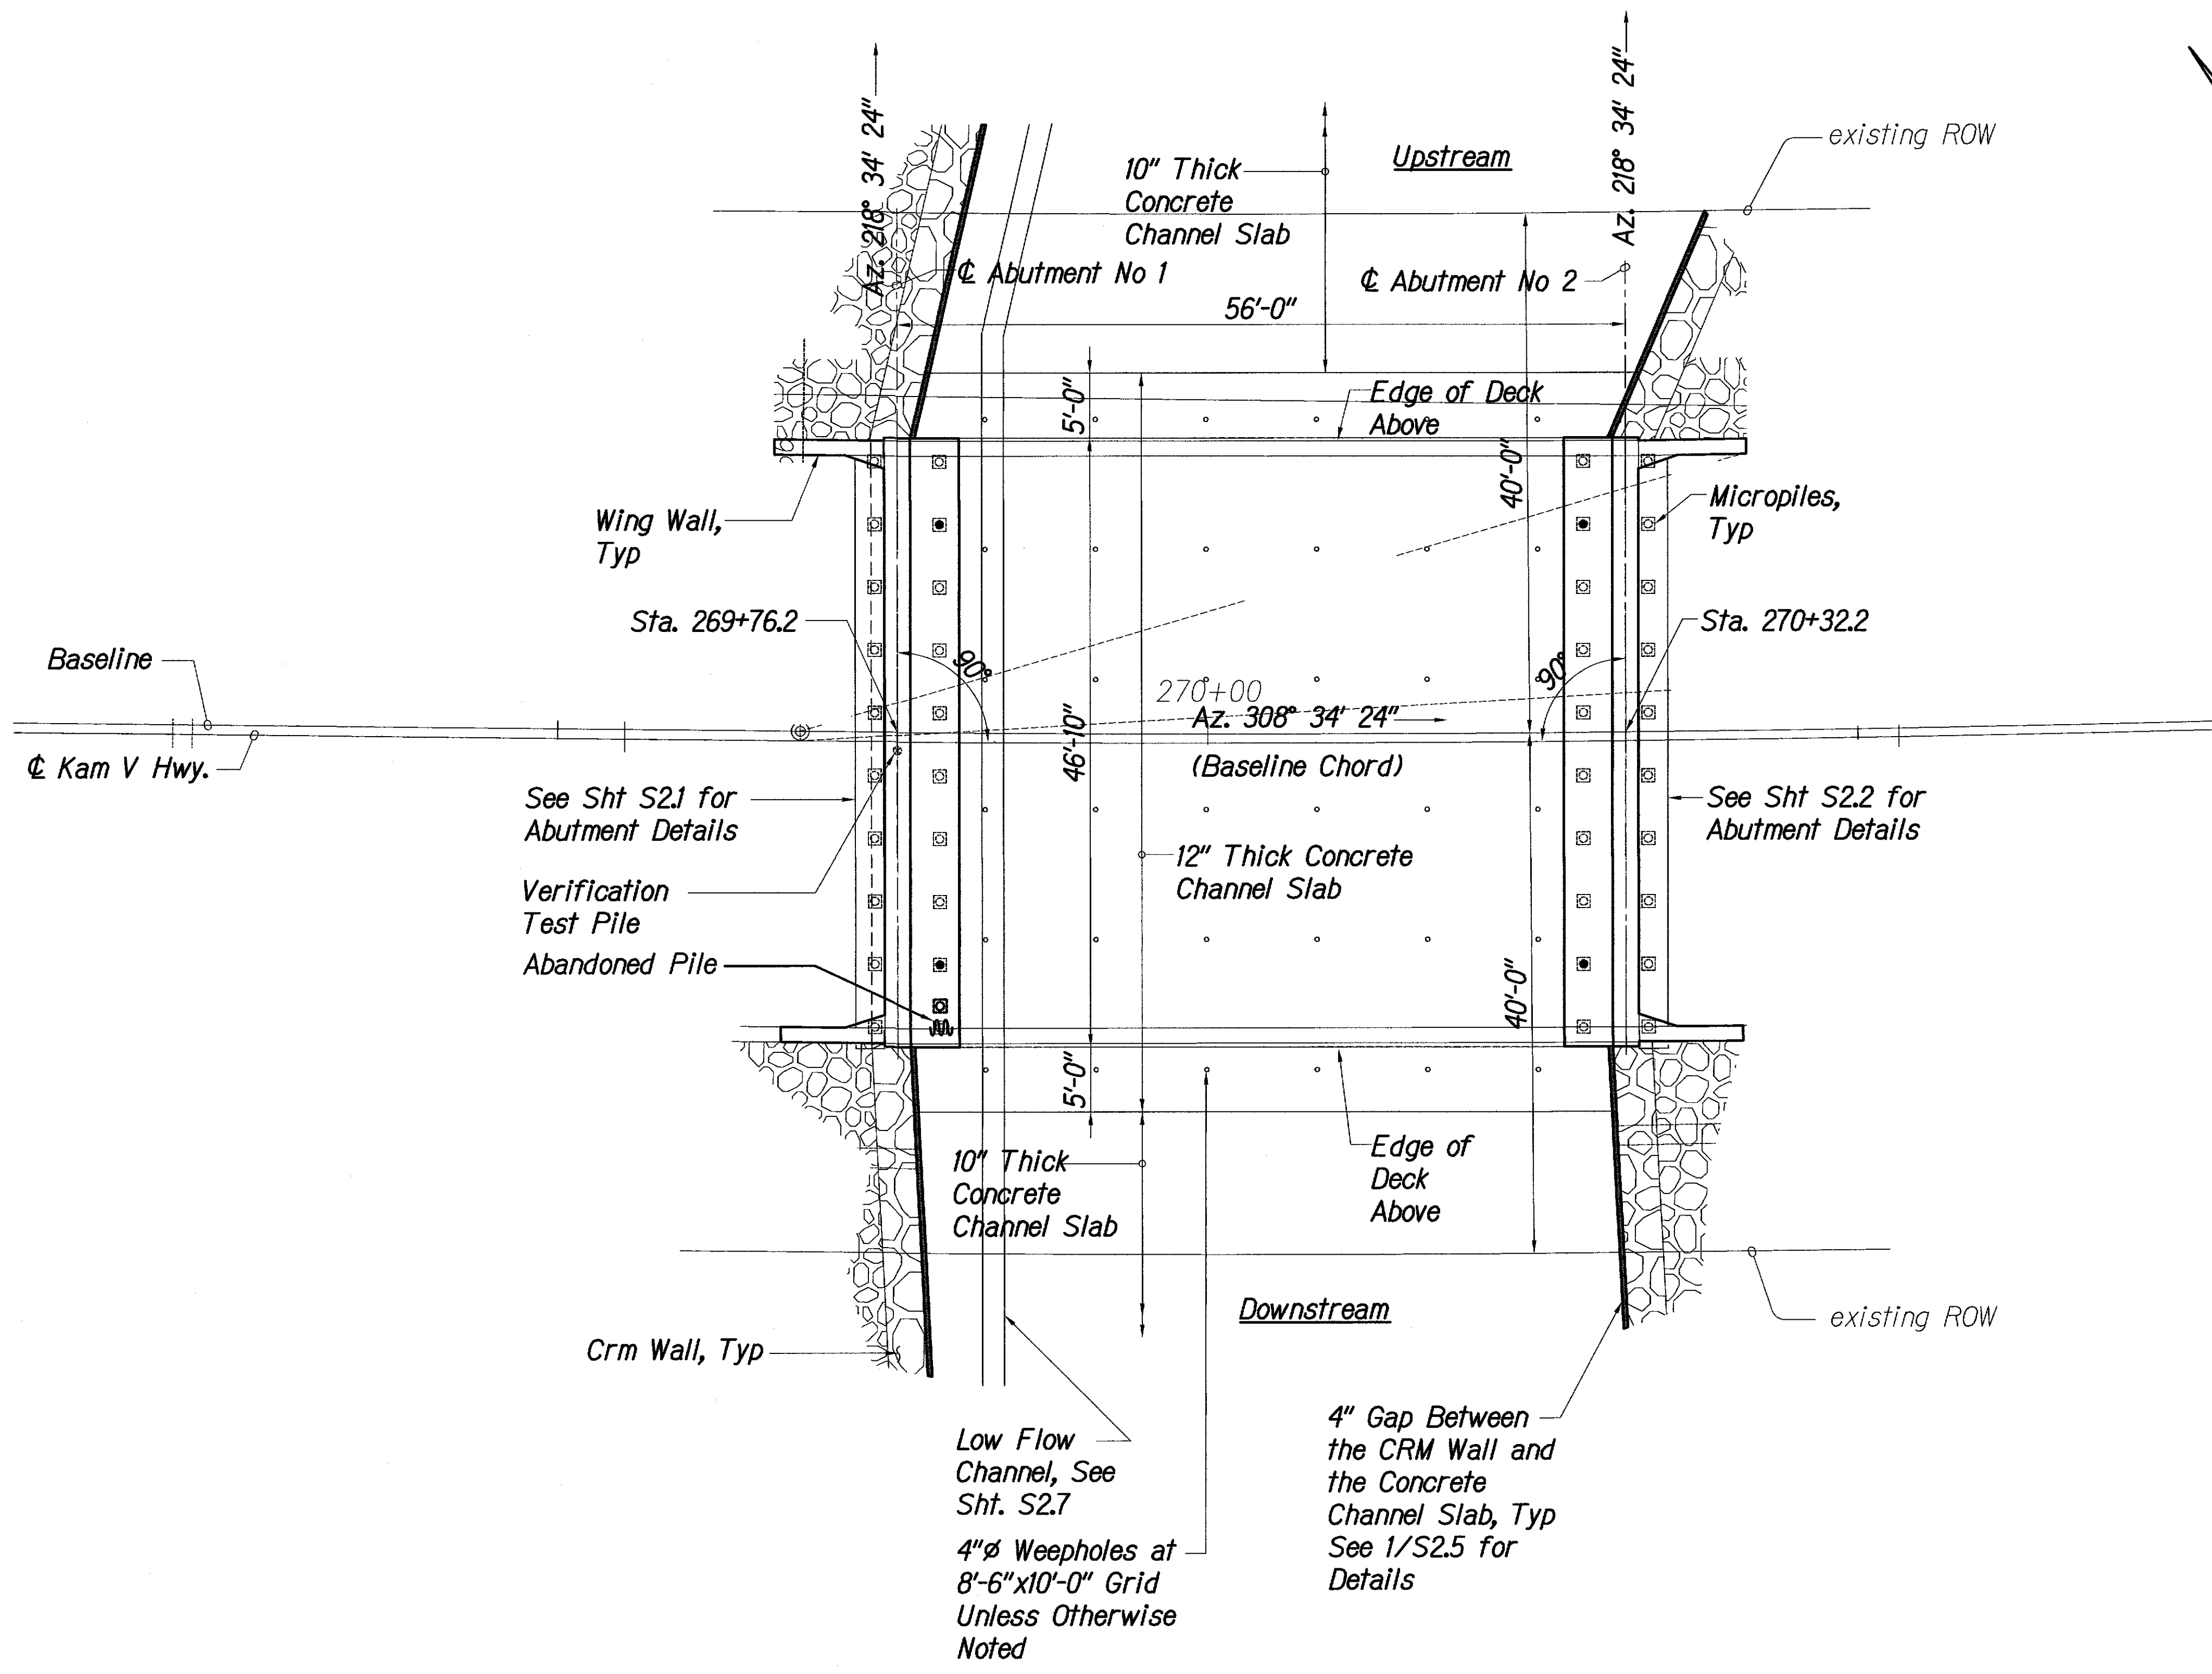 Az. 218° 34' 24"
Az. 218° 34' 24"
existing ROW
Upstream
10" Thick
Concrete
Channel Slab
℄ Abutment No 1
℄ Abutment No 2
56'-0"
5'-0"
Edge of Deck
Above
40'-0"
Wing Wall,
Typ
Micropiles,
Typ
Sta. 269+76.2
Sta. 270+32.2
Baseline
90°
90°
270+00
Az. 308° 34' 24"
(Baseline Chord)
℄ Kam V Hwy.
46'-10"
See Sht S2.1 for
Abutment Details
See Sht S2.2 for
Abutment Details
12" Thick Concrete
Channel Slab
Verification
Test Pile
Abandoned Pile
40'-0"
5'-0"
10" Thick
Concrete
Channel Slab
Edge of
Deck
Above
Downstream
existing ROW
Crm Wall, Typ
Low Flow
Channel, See
Sht. S2.7
4" Gap Between
the CRM Wall and
the Concrete
Channel Slab, Typ
See 1/S2.5 for
Details
4"ø Weepholes at
8'-6"x10'-0" Grid
Unless Otherwise
Noted